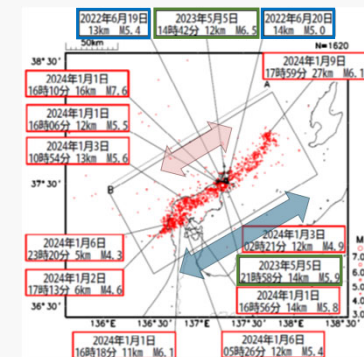 2022年6月19日
13km M5.4
2023年5月5日
14時42分 12km M6.5
2022年6月20日
14km M5.0
50km
N=1620
38°30'
2024年1月9日
17時59分 27km M6.1
2024年1月1日
16時10分 16km M7.6
A
2024年1月1日
16時06分 12km M5.5
2024年1月3日
10時54分 13km M5.6
37°30'
B
2024年1月6日
23時20分 5km M4.3
2024年1月3日
02時21分 12km M4.9
2024年1月2日
17時13分 6km M4.6
2023年5月5日
21時58分 14km M5.9
2024年1月1日
16時56分 14km M5.8
36°30'
M
7.0
6.0
5.0
4.0
3.0
136°E
136°30'
137°E
137°30'
138°E
138°30'
2024年1月1日
16時18分 11km M6.1
2024年1月6日
05時26分 12km M5.4